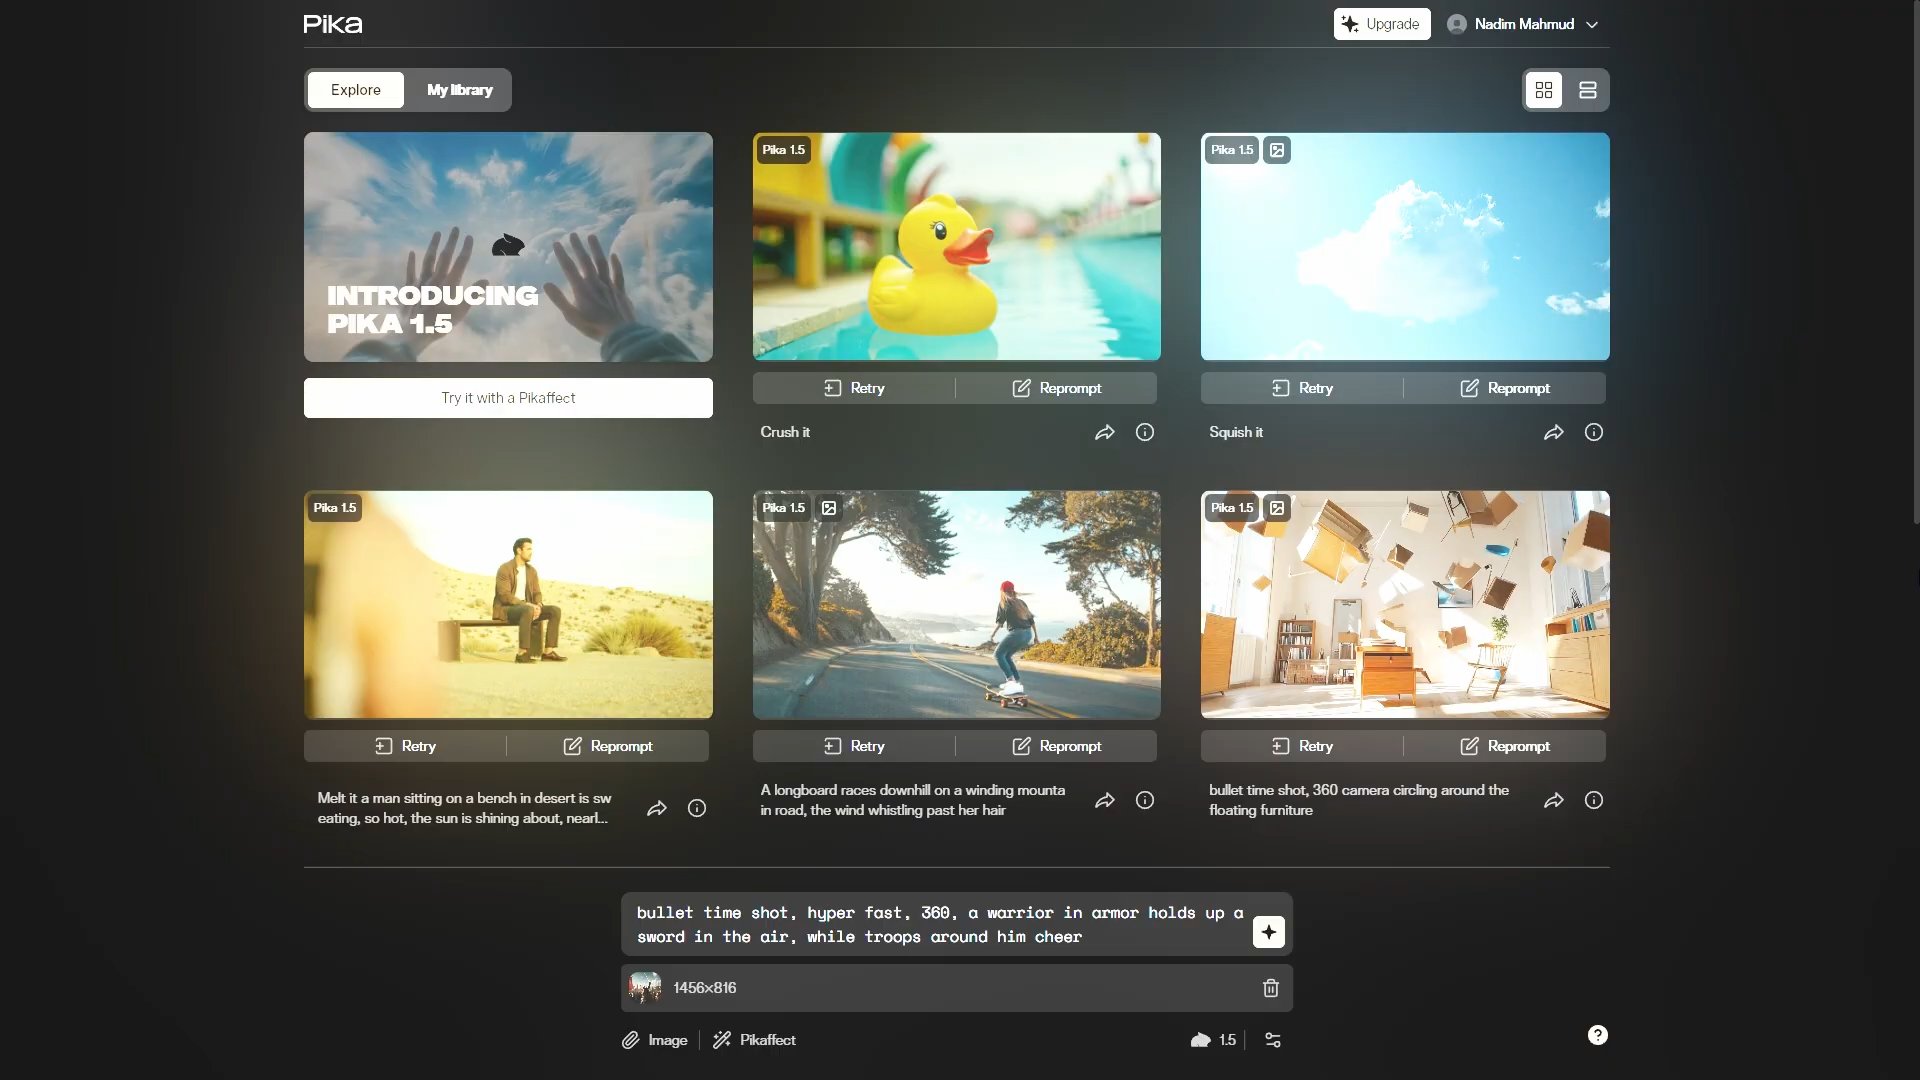 Pika
Upgrade
Nadim Mahmud
Explore
My library
INTRODUCING
PIKA 1.5
Try it with a Pikaffect
Pika 1.5
Retry
Reprompt
Crush it
Pika 1.5
Retry
Reprompt
Squish it
Pika 1.5
Retry
Reprompt
Melt it a man sitting on a bench in desert is sw
eating, so hot, the sun is shining about, nearl...
Pika 1.5
Retry
Reprompt
A longboard races downhill on a winding mounta
in road, the wind whistling past her hair
Pika 1.5
Retry
Reprompt
bullet time shot, 360 camera circling around the
floating furniture
bullet time shot, hyper fast, 360, a warrior in armor holds up a
sword in the air, while troops around him cheer
1456×816
Image
Pikaffect
1.5
?